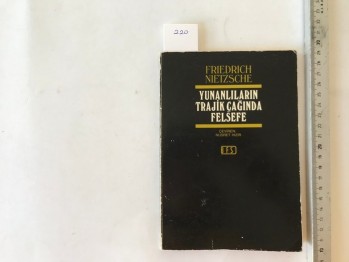 220
FRIEDRICH
NIETZSCHE
YUNANLILARIN
TRAJİK ÇAĞINDA
FELSEFE